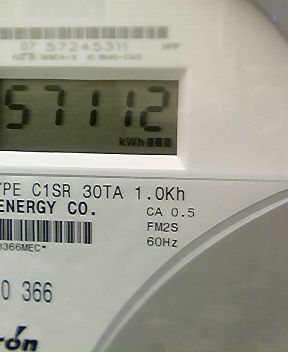 07 57245311
57112
kWh
YPE C1SR 30TA 1.0Kh
ENERGY CO.
CA 0.5
FM2S
60Hz
0366MEC*
0 366
ron